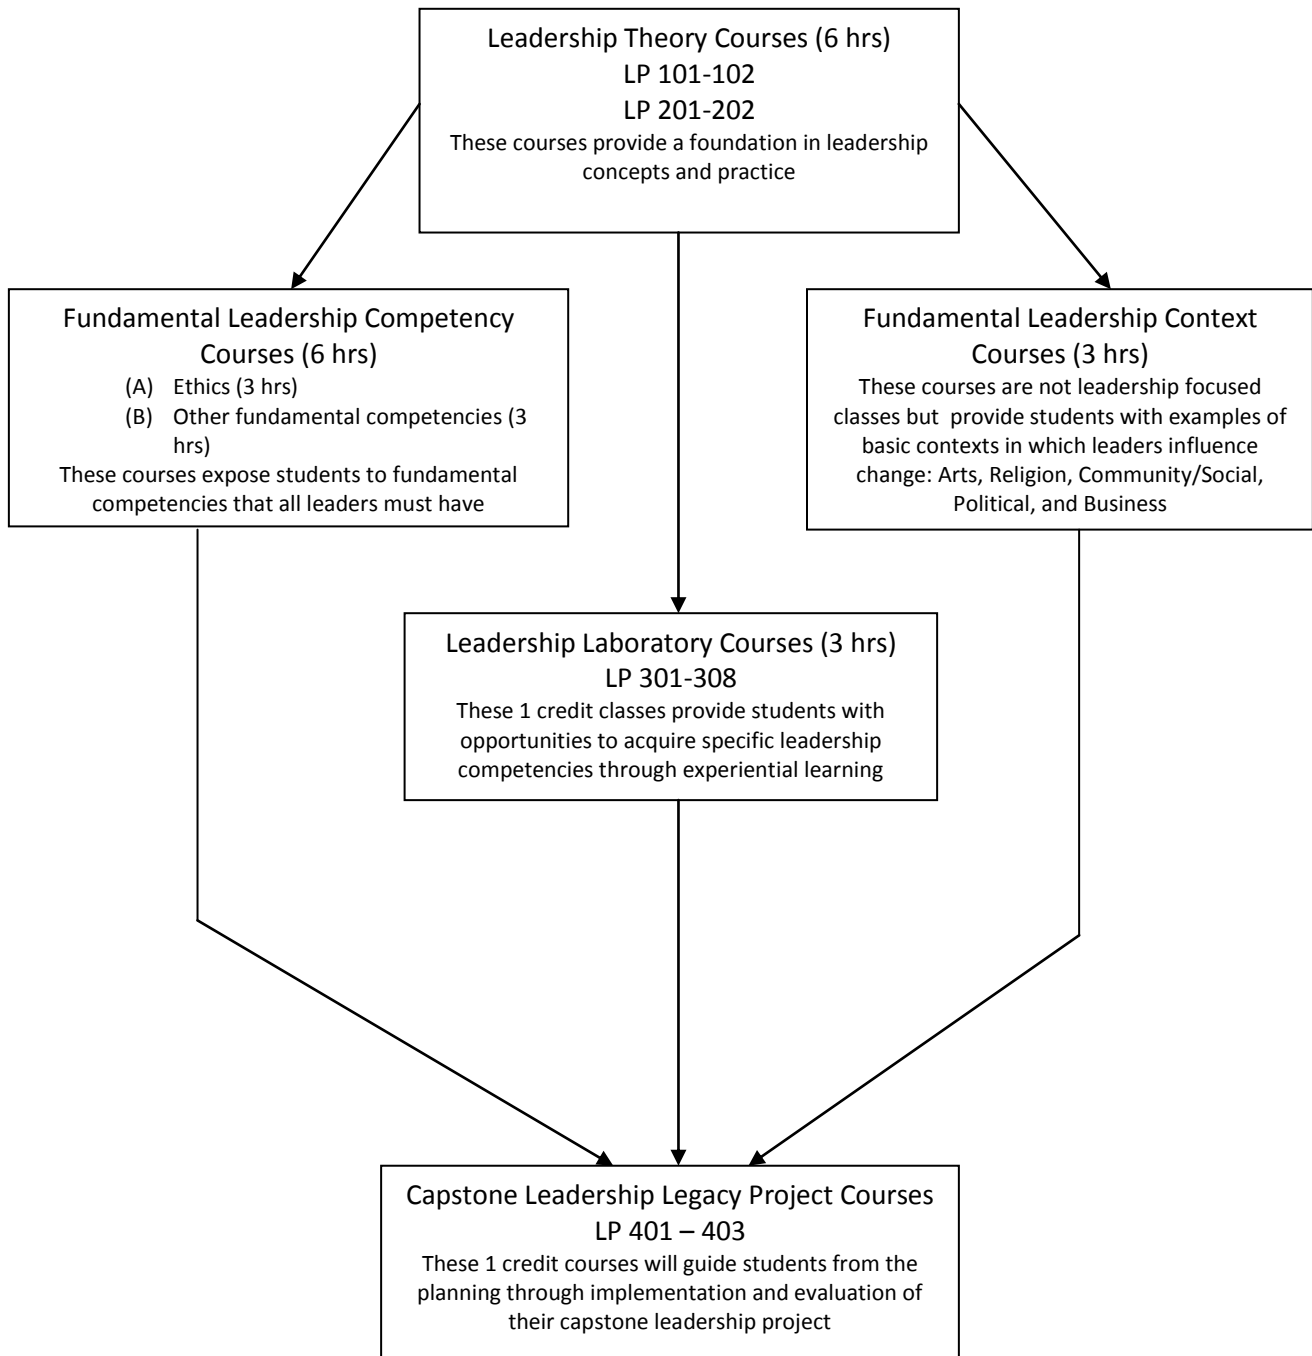 Leadership Theory Courses (6 hrs)
LP 101-102
LP 201-202
These courses provide a foundation in leadership
concepts and practice
Fundamental Leadership Competency
Courses (6 hrs)
(A) Ethics (3 hrs)
(B) Other fundamental competencies (3
hrs)
These courses expose students to fundamental
competencies that all leaders must have
Fundamental Leadership Context
Courses (3 hrs)
These courses are not leadership focused
classes but provide students with examples of
basic contexts in which leaders influence
change: Arts, Religion, Community/Social,
Political, and Business
Leadership Laboratory Courses (3 hrs)
LP 301-308
These 1 credit classes provide students with
opportunities to acquire specific leadership
competencies through experiential learning
Capstone Leadership Legacy Project Courses
LP 401 – 403
These 1 credit courses will guide students from the
planning through implementation and evaluation of
their capstone leadership project